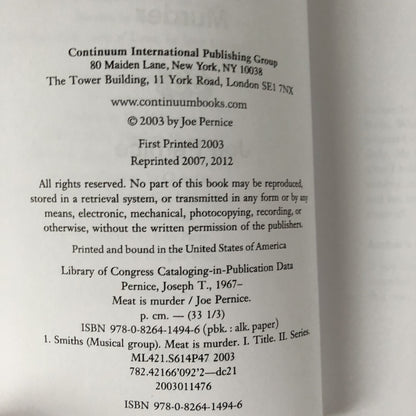 Continuum International Publishing Group
80 Maiden Lane, New York, NY 10038
The Tower Building, 11 York Road, London SE1 7NX
www.continuumbooks.com
© 2003 by Joe Pernice
First Printed 2003
Reprinted 2007, 2012
All rights reserved. No part of this book may be reproduced,
stored in a retrieval system, or transmitted in any form or by any
means, electronic, mechanical, photocopying, recording, or
otherwise, without the written permission of the publishers.
Printed and bound in the United States of America
Library of Congress Cataloging-in-Publication Data
Pernice, Joseph T., 1967–
Meat is murder / Joe Pernice.
p. cm. — (33 1/3)
ISBN 978-0-8264-1494-6 (pbk. : alk. paper)
1. Smiths (Musical group). Meat is murder. I. Title. II. Series.
ML421.S614P47 2003
782.42166'092'2—dc21
2003011476
ISBN 978-0-8264-1494-6